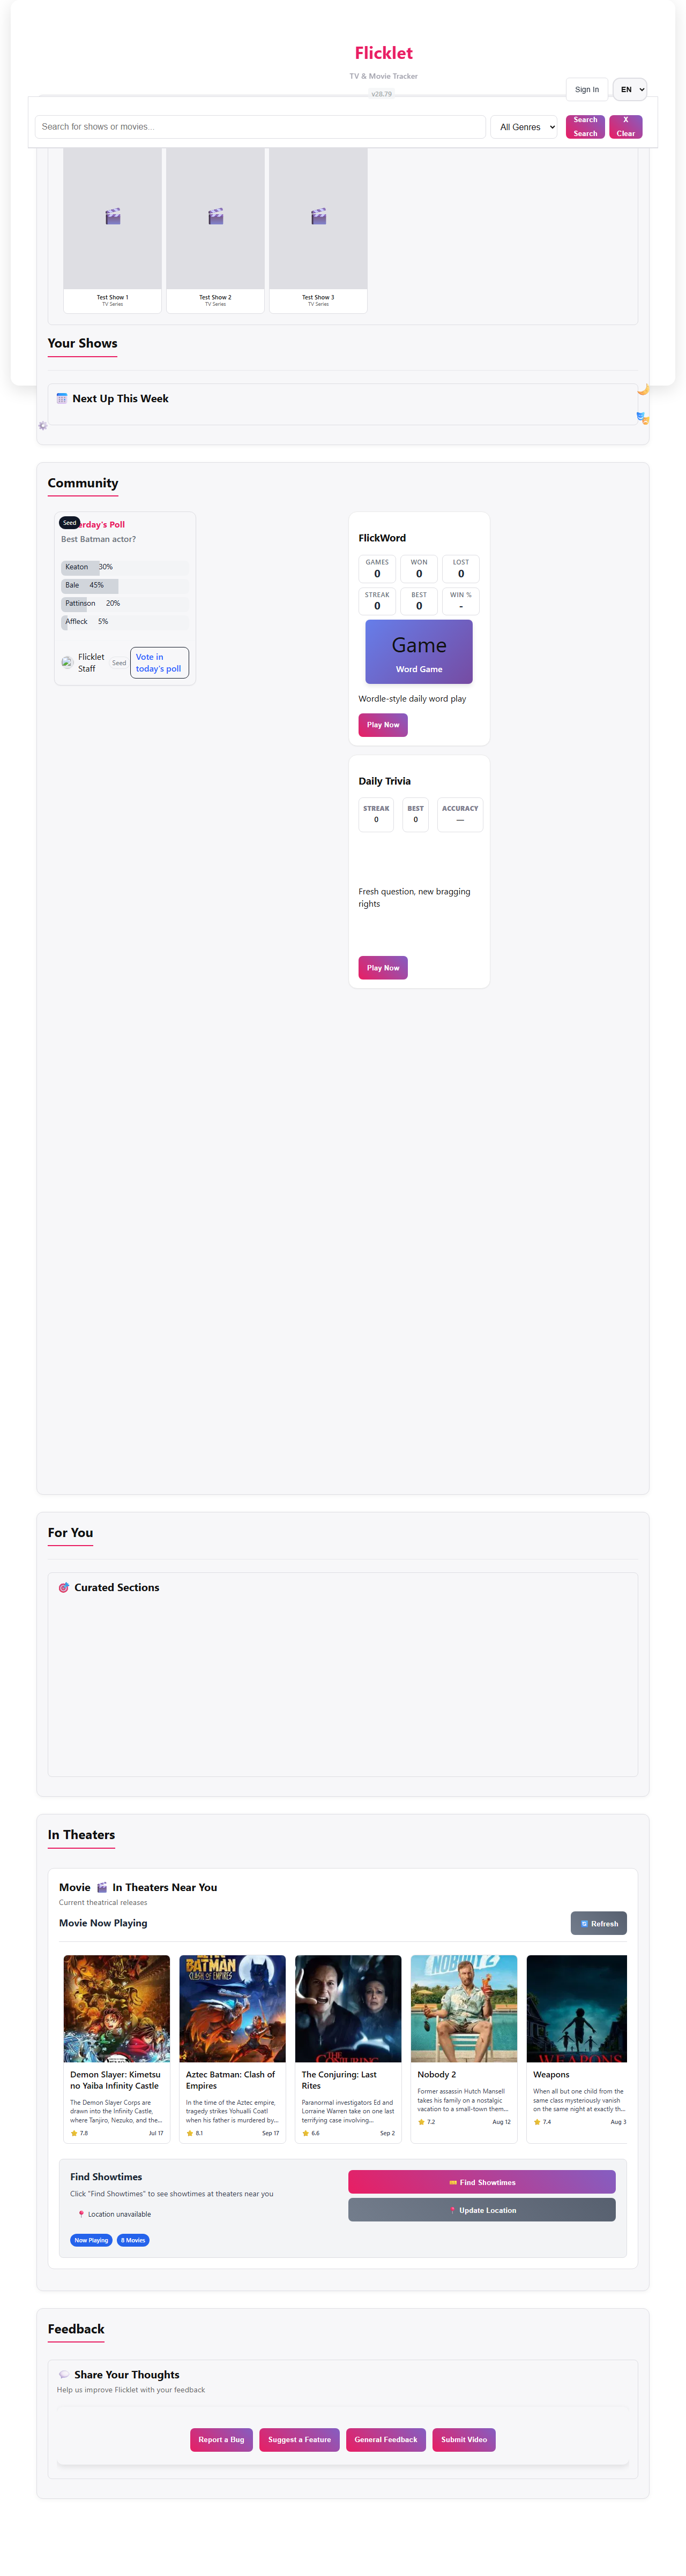 Flicklet
TV & Movie Tracker
v28.79
Sign In
EN
Search for shows or movies...
All Genres
Search
Search
X
Clear
Test Show 1
TV Series
Test Show 2
TV Series
Test Show 3
TV Series
Your Shows
Next Up This Week
Community
Seed
erday's Poll
Best Batman actor?
Keaton 30%
Bale 45%
Pattinson 20%
Affleck 5%
Flicklet
Staff
Seed
Vote in
today's poll
FlickWord
GAMES
0
WON
0
LOST
0
STREAK
0
BEST
0
WIN %
-
Game
Word Game
Wordle-style daily word play
Play Now
Daily Trivia
STREAK
0
BEST
0
ACCURACY
—
Fresh question, new bragging
rights
Play Now
For You
Curated Sections
In Theaters
Movie In Theaters Near You
Current theatrical releases
Movie Now Playing
Refresh
AZTEC
BATMAN
CLASH OF EMPIRES
THE
CONJURING
NOBODY 2
WEAPONS
Demon Slayer: Kimetsu
no Yaiba Infinity Castle
The Demon Slayer Corps are
drawn into the Infinity Castle,
where Tanjiro, Nezuko, and the...
7.8 Jul 17
Aztec Batman: Clash of
Empires
In the time of the Aztec empire,
tragedy strikes Yohualli Coatl
when his father is murdered by...
8.1 Sep 17
The Conjuring: Last
Rites
Paranormal investigators Ed and
Lorraine Warren take on one last
terrifying case involving...
6.6 Sep 2
Nobody 2
Former assassin Hutch Mansell
takes his family on a nostalgic
vacation to a small-town them...
7.2 Aug 12
Weapons
When all but one child from the
same class mysteriously vanish
on the same night at exactly th...
7.4 Aug 3
Find Showtimes
Click "Find Showtimes" to see showtimes at theaters near you
Location unavailable
Now Playing
8 Movies
Find Showtimes
Update Location
Feedback
Share Your Thoughts
Help us improve Flicklet with your feedback
Report a Bug
Suggest a Feature
General Feedback
Submit Video